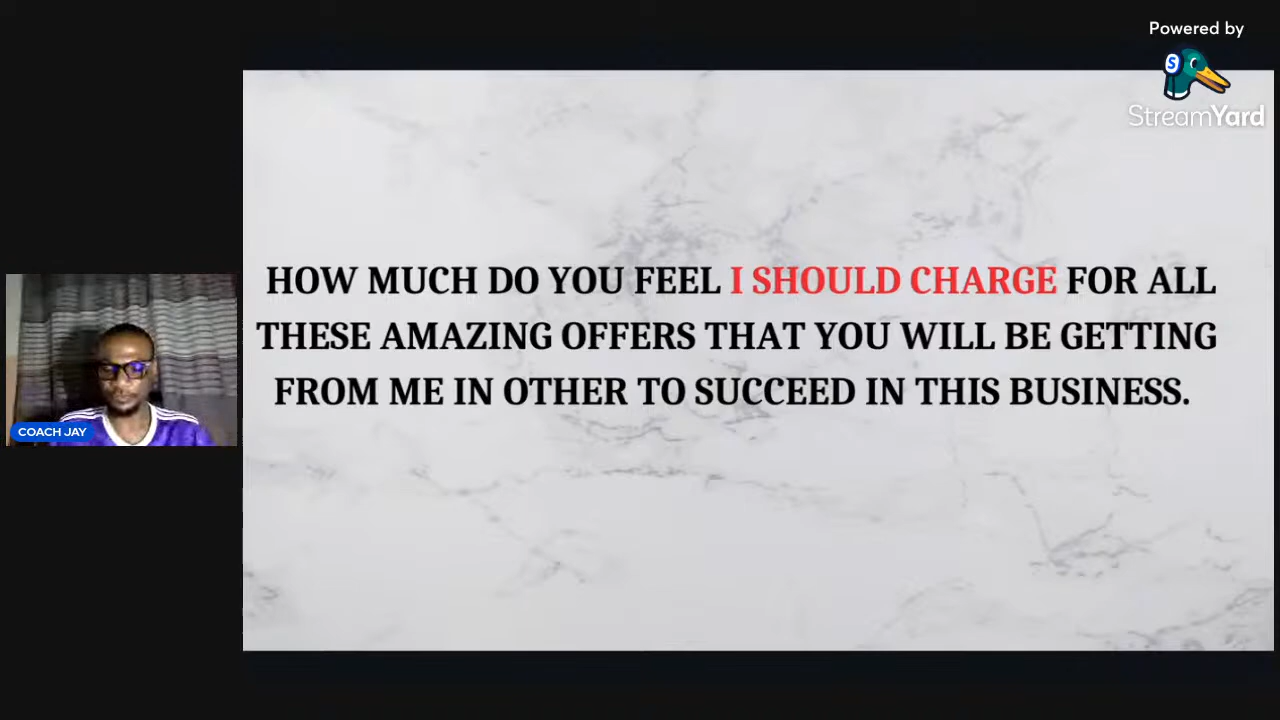 Powered by
StreamYard
HOW MUCH DO YOU FEEL I SHOULD CHARGE FOR ALL
THESE AMAZING OFFERS THAT YOU WILL BE GETTING
FROM ME IN OTHER TO SUCCEED IN THIS BUSINESS.
COACH JAY